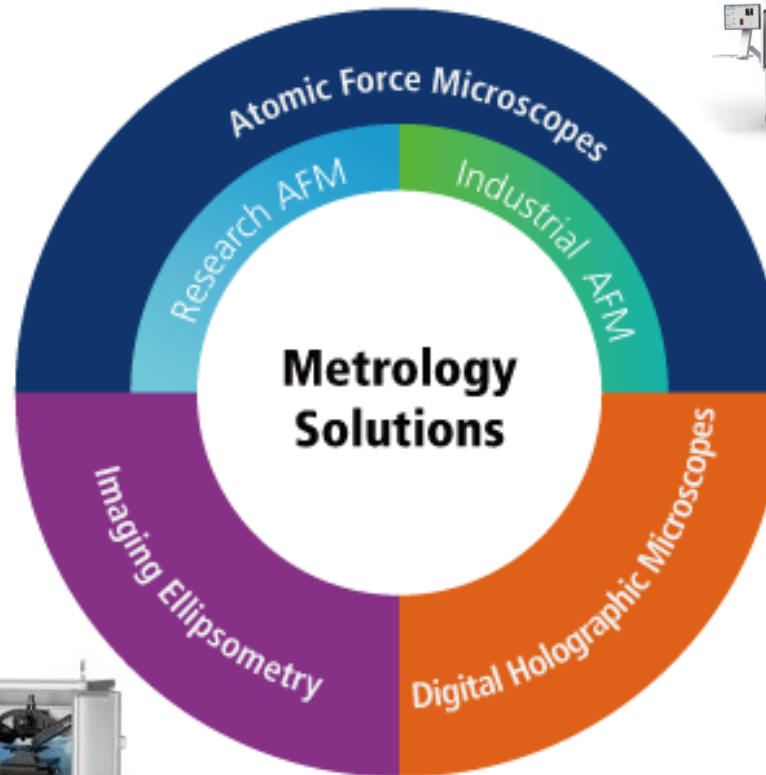 Atomic Force Microscopes
Research AFM
Industrial AFM
Metrology
Solutions
Imaging Ellipsometry
Digital Holographic Microscopes